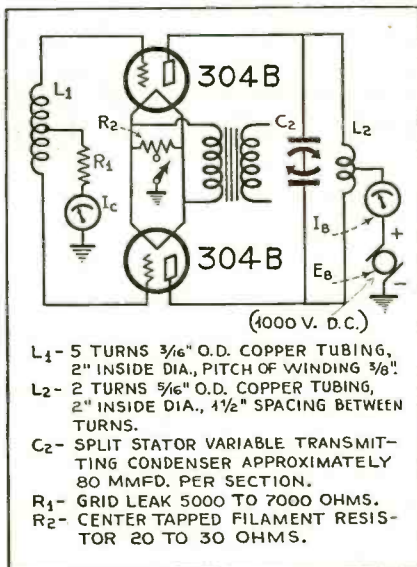 304B
L1
R2
C2
L2
R1
IC
IB
304B
+
EB
−
(1000 V. D.C.)
L1- 5 TURNS 3/16" O.D. COPPER TUBING,
2" INSIDE DIA., PITCH OF WINDING 3/8".
L2- 2 TURNS 5/16" O.D. COPPER TUBING,
2" INSIDE DIA., 1 1/2" SPACING BETWEEN
TURNS.
C2- SPLIT STATOR VARIABLE TRANSMIT-
TING CONDENSER APPROXIMATELY
80 MMFD. PER SECTION.
R1- GRID LEAK 5000 TO 7000 OHMS.
R2- CENTER TAPPED FILAMENT RESIS-
TOR 20 TO 30 OHMS.